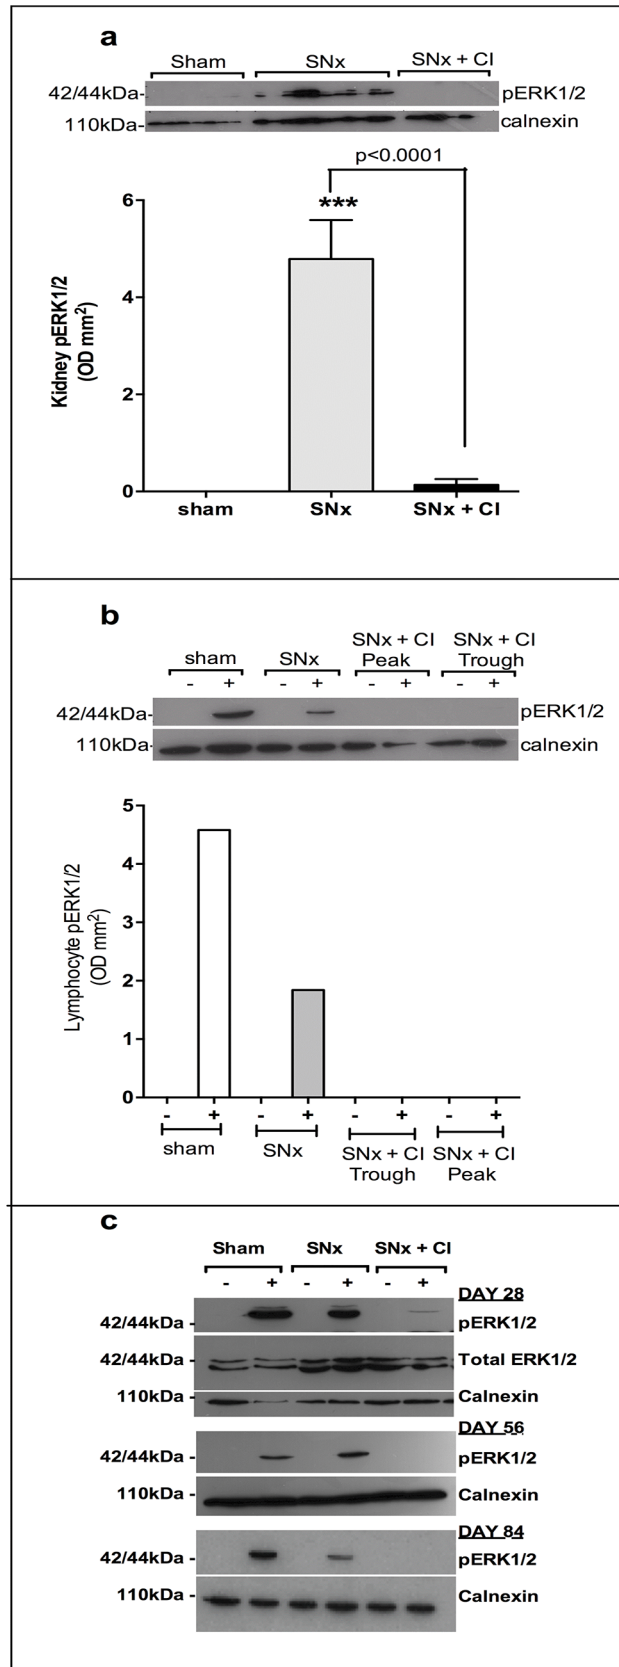 a
Sham SNx SNx + CI
42/44kDa- pERK1/2
110kDa- calnexin
p<0.0001
***
6
4
2
0
Kidney pERK1/2
(OD mm²)
sham SNx SNx + CI
b
sham SNx SNx + CI Peak SNx + CI Trough
- + - + - + - +
42/44kDa- pERK1/2
110kDa- calnexin
5
4
3
2
1
0
Lymphocyte pERK1/2
(OD mm²)
- + - + - + - +
sham SNx SNx + CI Trough SNx + CI Peak
c
Sham SNx SNx + CI
- + - + - +
DAY 28
42/44kDa - pERK1/2
42/44kDa - Total ERK1/2
110kDa - Calnexin
DAY 56
42/44kDa - pERK1/2
110kDa - Calnexin
DAY 84
42/44kDa - pERK1/2
110kDa - Calnexin